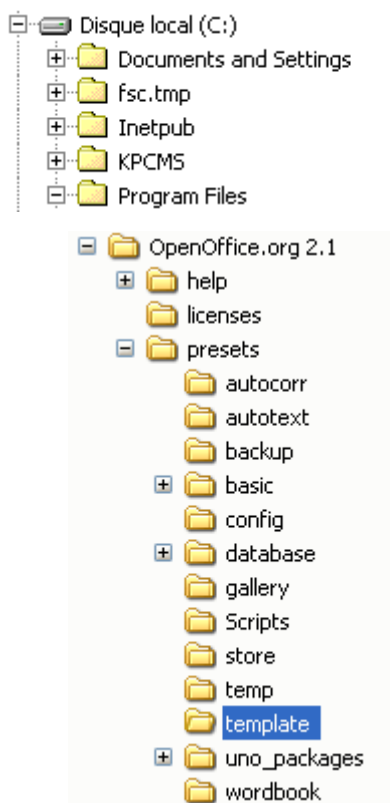 Disque local (C:)
Documents and Settings
fsc.tmp
Inetpub
KPCMS
Program Files
OpenOffice.org 2.1
help
licenses
presets
autocorr
autotext
backup
basic
config
database
gallery
Scripts
store
temp
template
uno_packages
wordbook